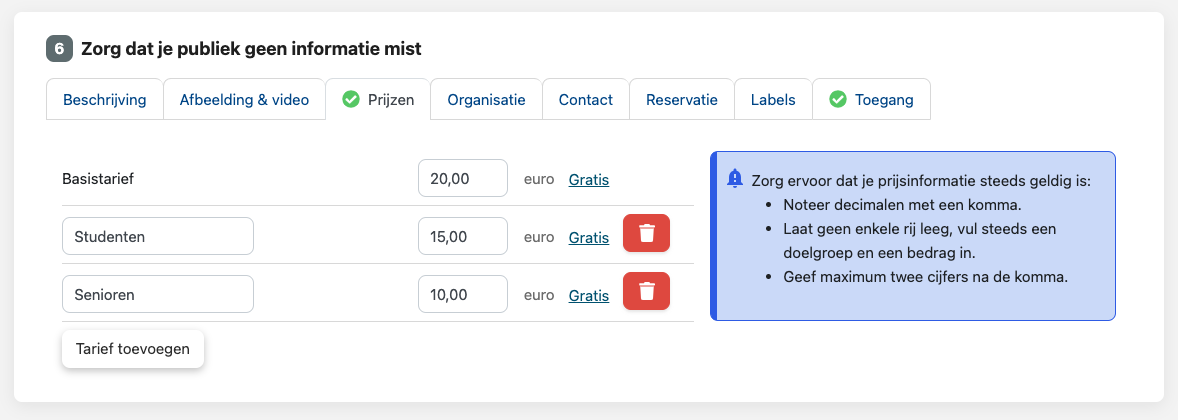 6 Zorg dat je publiek geen informatie mist
Beschrijving Afbeelding & video Prijzen Organisatie Contact Reservatie Labels Toegang
Basistarief 20,00 euro Gratis
Studenten 15,00 euro Gratis
Senioren 10,00 euro Gratis
Tarief toevoegen
Zorg ervoor dat je prijsinformatie steeds geldig is:
• Noteer decimalen met een komma.
• Laat geen enkele rij leeg, vul steeds een
doelgroep en een bedrag in.
• Geef maximum twee cijfers na de komma.